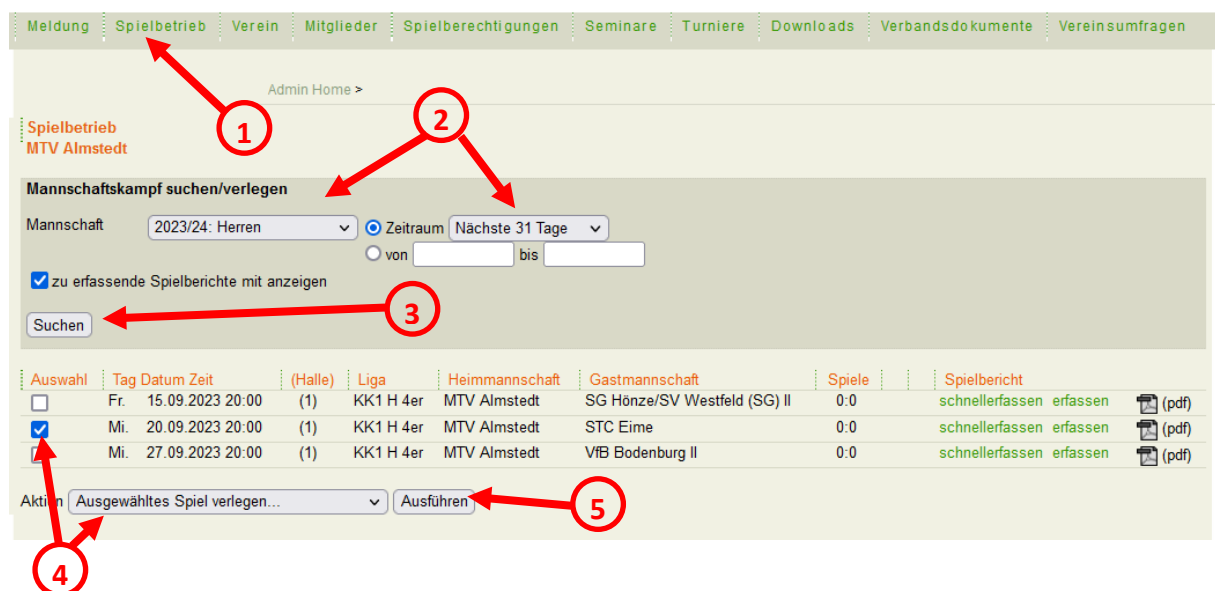 Meldung Spielbetrieb Verein Mitglieder Spielberechtigungen Seminare Turniere Downloads Verbandsdokumente Vereinsumfragen
Admin Home >
1
2
Spielbetrieb
MTV Almstedt
Mannschaftskampf suchen/verlegen
Mannschaft 2023/24: Herren Zeitraum Nächste 31 Tage
von bis
zu erfassende Spielberichte mit anzeigen
3
Suchen
Auswahl Tag Datum Zeit (Halle) Liga Heimmannschaft Gastmannschaft Spiele Spielbericht
Fr. 15.09.2023 20:00 (1) KK1 H 4er MTV Almstedt SG Hönze/SV Westfeld (SG) II 0:0 schnellerfassen erfassen (pdf)
Mi. 20.09.2023 20:00 (1) KK1 H 4er MTV Almstedt STC Eime 0:0 schnellerfassen erfassen (pdf)
Mi. 27.09.2023 20:00 (1) KK1 H 4er MTV Almstedt VfB Bodenburg II 0:0 schnellerfassen erfassen (pdf)
Aktion Ausgewähltes Spiel verlegen... Ausführen
5
4